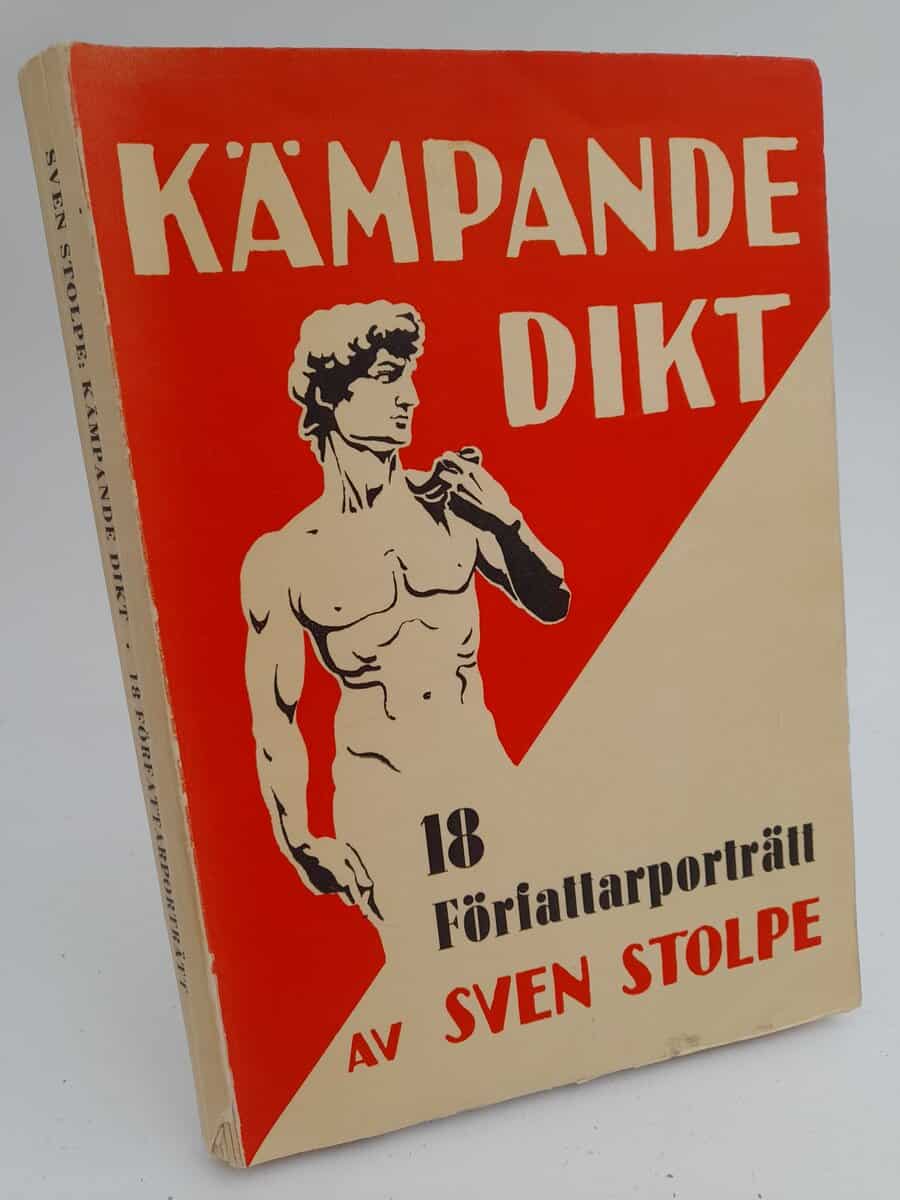 KÄMPANDE
DIKT
18
Författarporträtt
AV SVEN STOLPE
SVEN STOLPE: KÄMPANDE DIKT · 18 FÖRFATTARPORTRÄTT